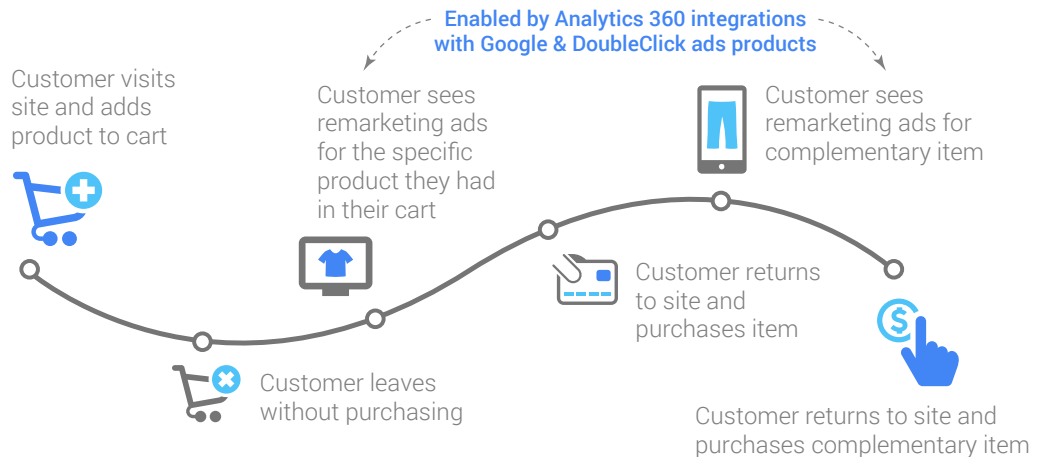 Enabled by Analytics 360 integrations
with Google & DoubleClick ads products
Customer visits
site and adds
product to cart
Customer sees
remarketing ads
for the specific
product they had
in their cart
Customer sees
remarketing ads for
complementary item
Customer returns
to site and
purchases item
Customer leaves
without purchasing
$
Customer returns to site and
purchases complementary item